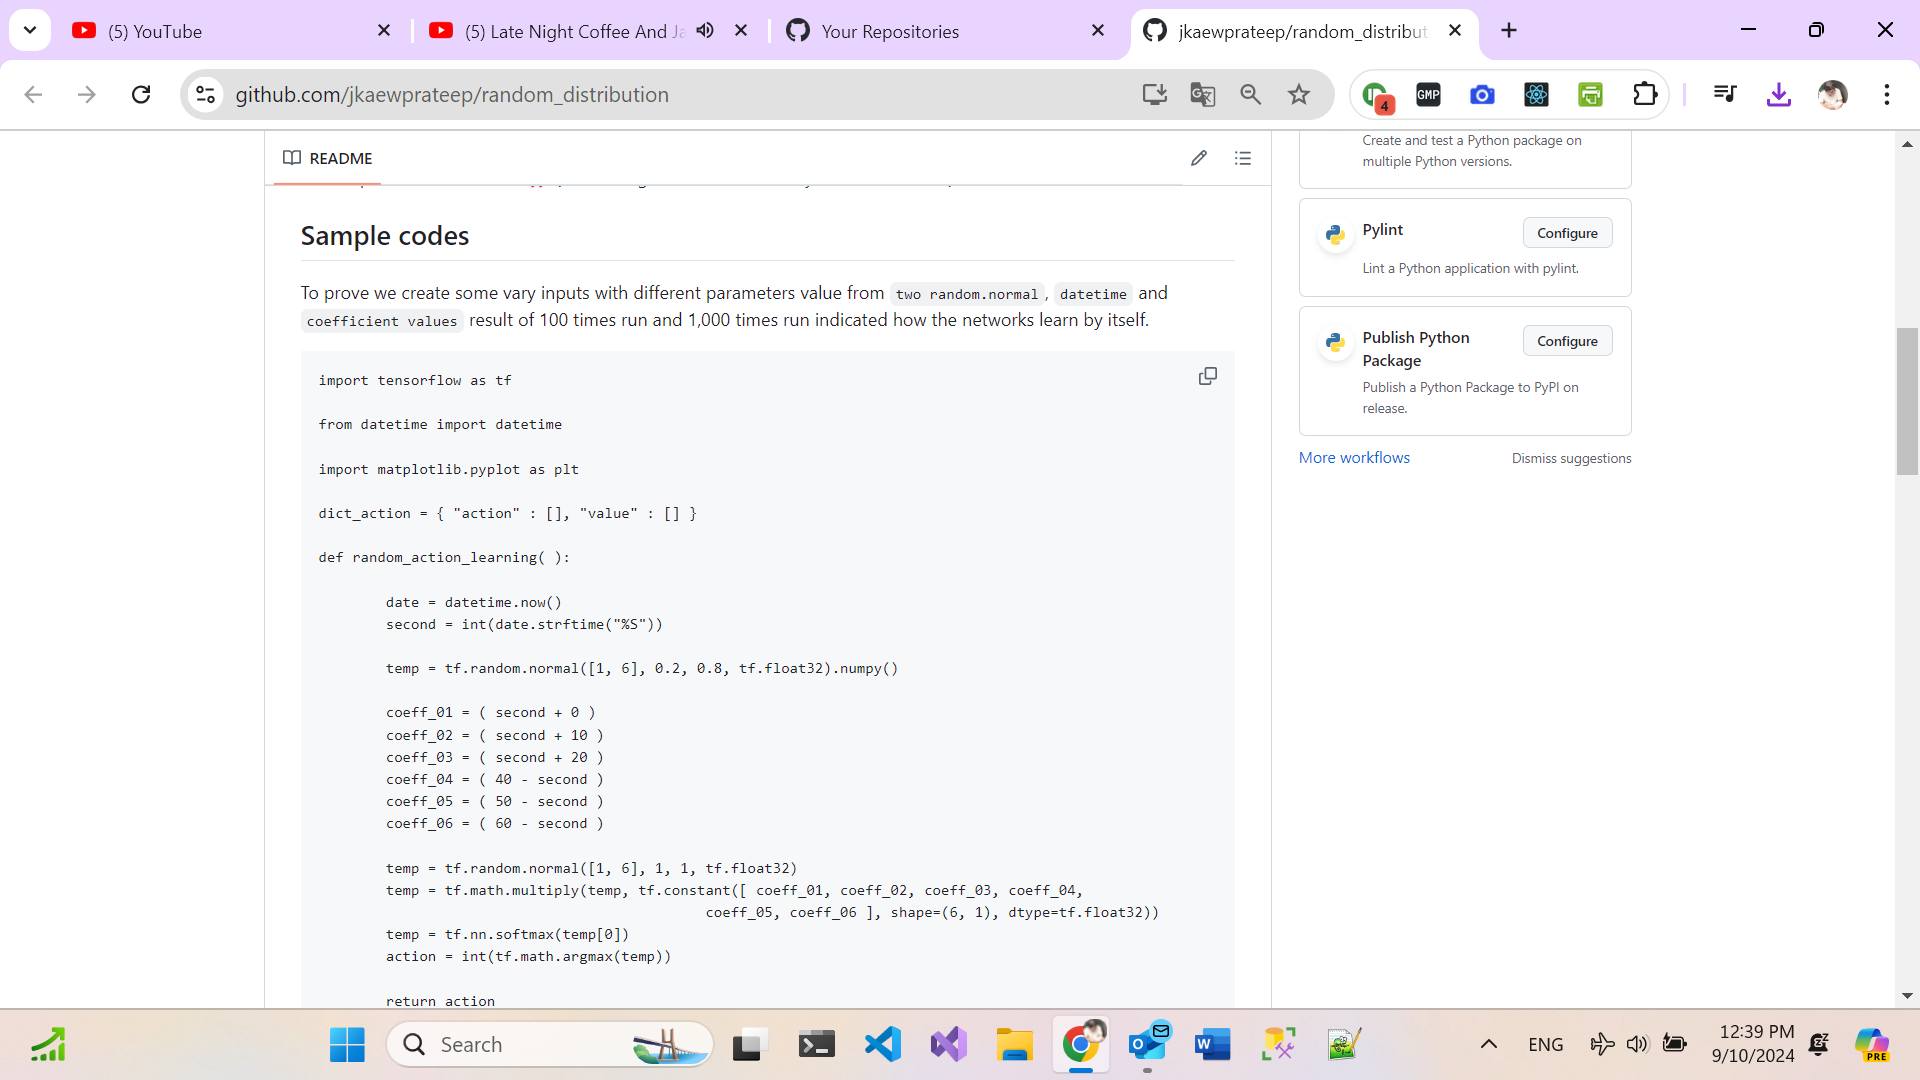 (5) YouTube
(5) Late Night Coffee And Ja
Your Repositories
jkaewprateep/random_distribut
github.com/jkaewprateep/random_distribution
4
GMP
README
Create and test a Python package on
multiple Python versions.
Pylint
Configure
Lint a Python application with pylint.
Publish Python
Package
Configure
Publish a Python Package to PyPI on
release.
More workflows
Dismiss suggestions
Sample codes
To prove we create some vary inputs with different parameters value from two random.normal, datetime and
coefficient values result of 100 times run and 1,000 times run indicated how the networks learn by itself.
import tensorflow as tf
from datetime import datetime
import matplotlib.pyplot as plt
dict_action = { "action" : [], "value" : [] }
def random_action_learning( ):
date = datetime.now()
second = int(date.strftime("%S"))
temp = tf.random.normal([1, 6], 0.2, 0.8, tf.float32).numpy()
coeff_01 = ( second + 0 )
coeff_02 = ( second + 10 )
coeff_03 = ( second + 20 )
coeff_04 = ( 40 - second )
coeff_05 = ( 50 - second )
coeff_06 = ( 60 - second )
temp = tf.random.normal([1, 6], 1, 1, tf.float32)
temp = tf.math.multiply(temp, tf.constant([ coeff_01, coeff_02, coeff_03, coeff_04,
coeff_05, coeff_06 ], shape=(6, 1), dtype=tf.float32))
temp = tf.nn.softmax(temp[0])
action = int(tf.math.argmax(temp))
return action
Search
ENG
12:39 PM
9/10/2024
PRE